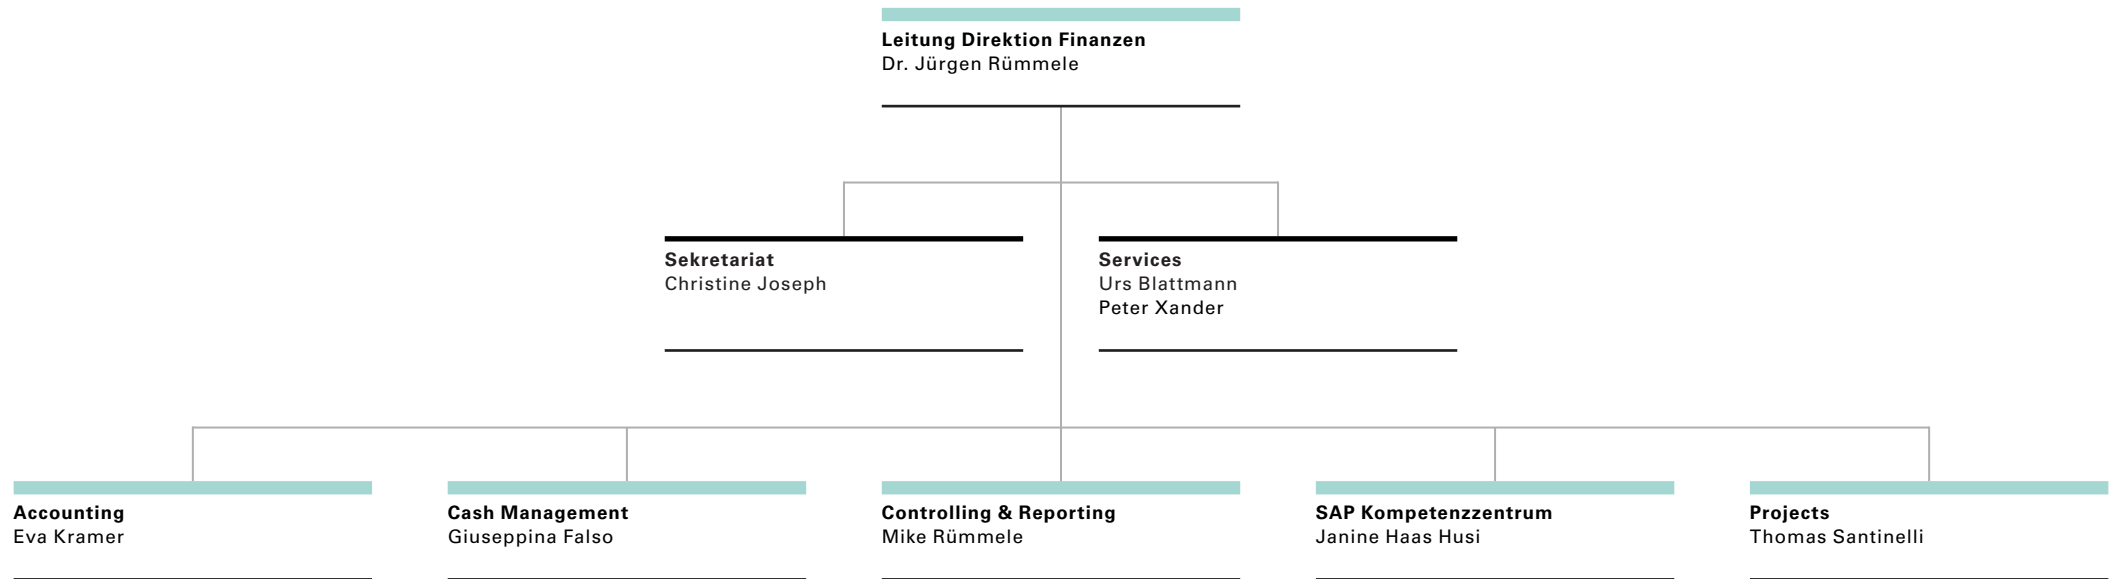 Leitung Direktion Finanzen
Dr. Jürgen Rümmele
Sekretariat
Christine Joseph
Services
Urs Blattmann
Peter Xander
Accounting
Eva Kramer
Cash Management
Giuseppina Falso
Controlling & Reporting
Mike Rümmele
SAP Kompetenzzentrum
Janine Haas Husi
Projects
Thomas Santinelli